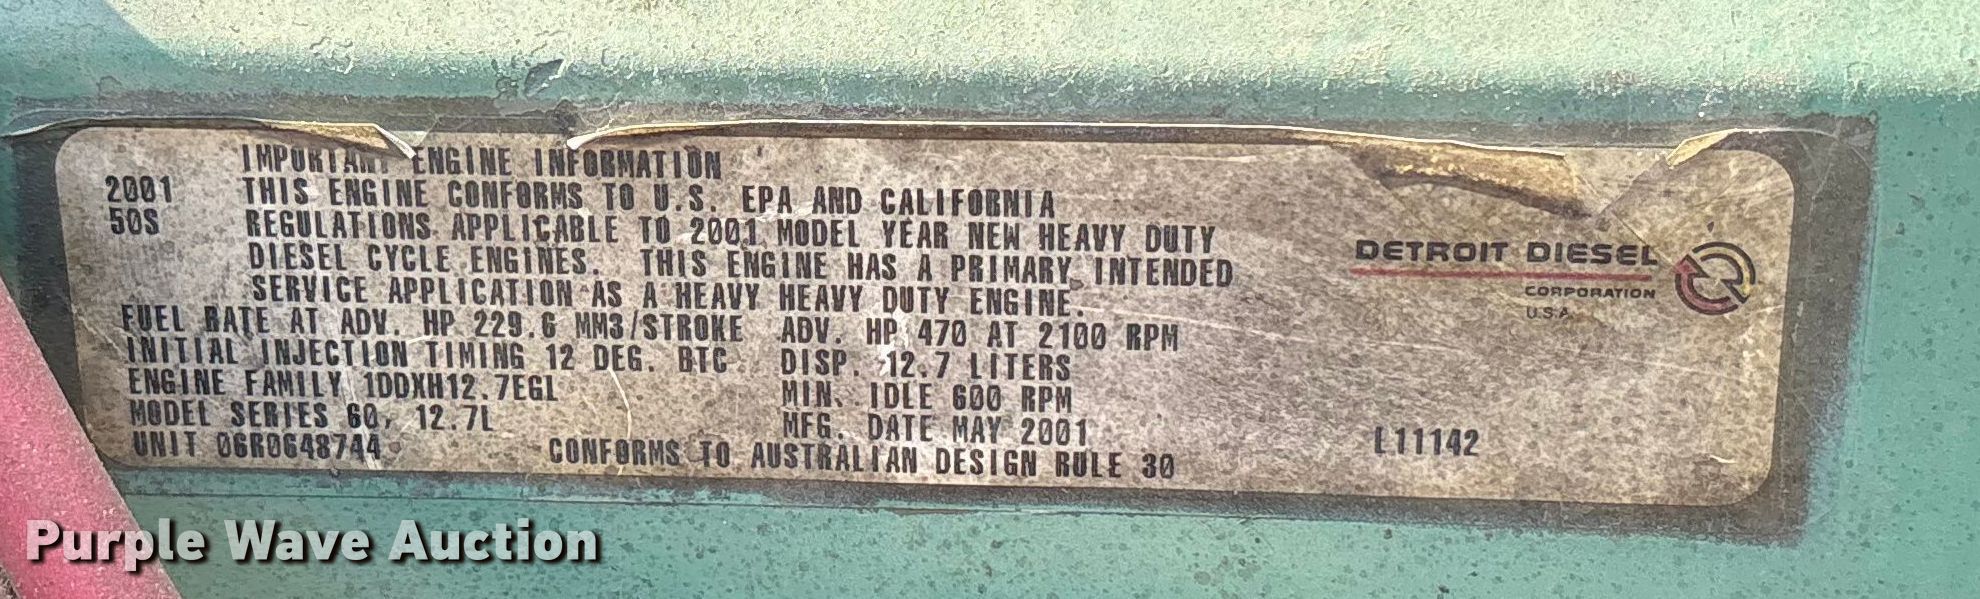 IMPORTANT ENGINE INFORMATION
2001 THIS ENGINE CONFORMS TO U.S. EPA AND CALIFORNIA
50S REGULATIONS APPLICABLE TO 2001 MODEL YEAR NEW HEAVY DUTY
DIESEL CYCLE ENGINES. THIS ENGINE HAS A PRIMARY INTENDED
SERVICE APPLICATION AS A HEAVY HEAVY DUTY ENGINE.
FUEL RATE AT ADV. HP 229.6 MM3/STROKE ADV. HP 470 AT 2100 RPM
INITIAL INJECTION TIMING 12 DEG. BTC DISP. 12.7 LITERS
ENGINE FAMILY 1DDXH12.7EGL MIN. IDLE 600 RPM
MODEL SERIES 60, 12.7L MFG. DATE MAY 2001
UNIT 06R0648744 CONFORMS TO AUSTRALIAN DESIGN RULE 30
DETROIT DIESEL
CORPORATION
U.S.A.
L11142
Purple Wave Auction